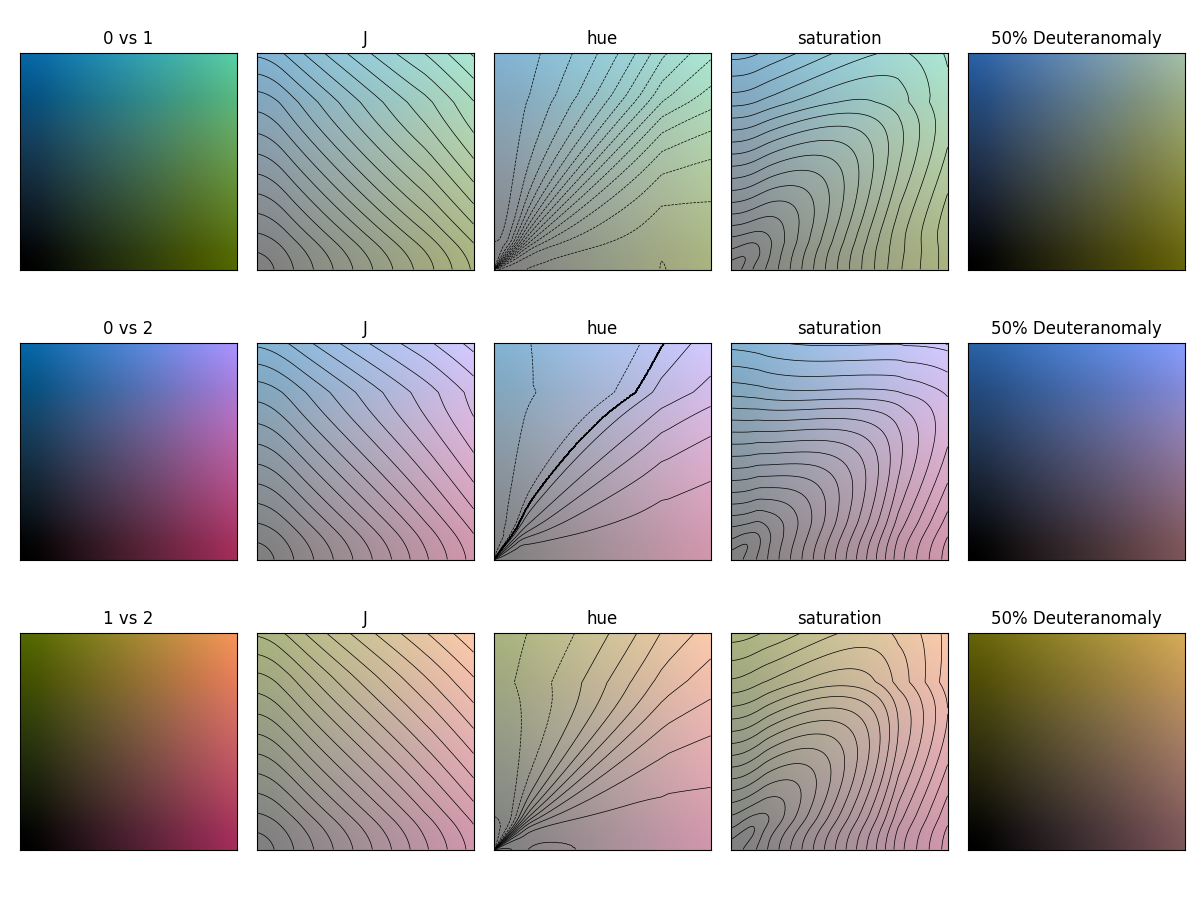 0 vs 1 J hue saturation 50% Deuteranomaly
0 vs 2 J hue saturation 50% Deuteranomaly
1 vs 2 J hue saturation 50% Deuteranomaly